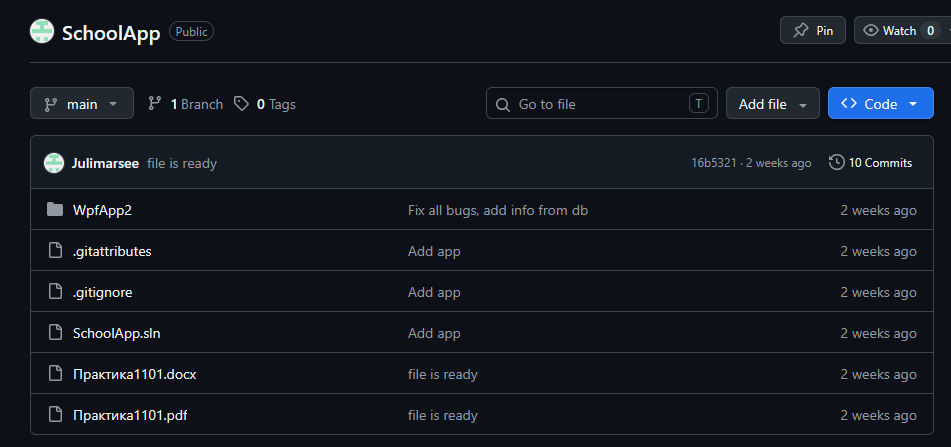 SchoolApp Public Pin Watch 0
main 1 Branch 0 Tags Go to file T Add file Code
Julimarsee file is ready 16b5321 · 2 weeks ago 10 Commits
WpfApp2 Fix all bugs, add info from db 2 weeks ago
.gitattributes Add app 2 weeks ago
.gitignore Add app 2 weeks ago
SchoolApp.sln Add app 2 weeks ago
Практика1101.docx file is ready 2 weeks ago
Практика1101.pdf file is ready 2 weeks ago